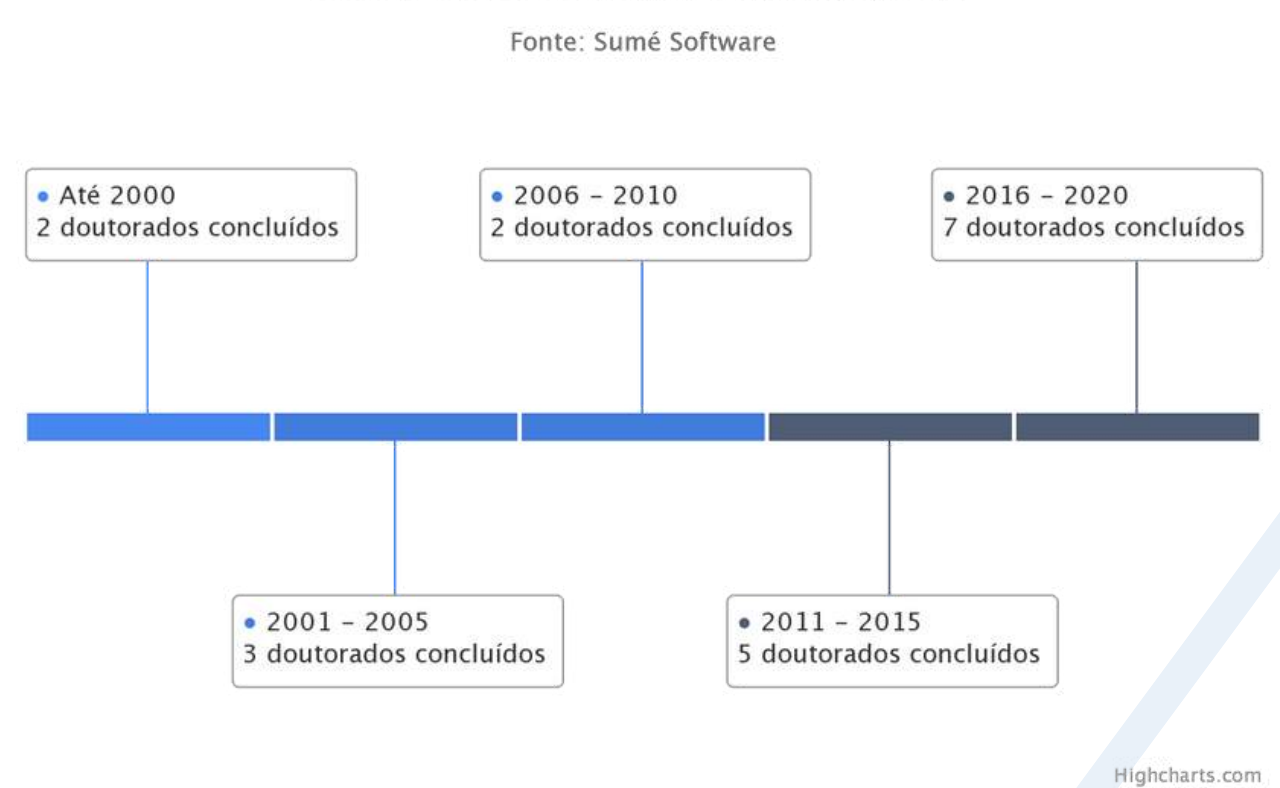 Fonte: Sumé Software
• Até 2000
2 doutorados concluídos
• 2006 – 2010
2 doutorados concluídos
• 2016 – 2020
7 doutorados concluídos
• 2001 – 2005
3 doutorados concluídos
• 2011 – 2015
5 doutorados concluídos
Highcharts.com